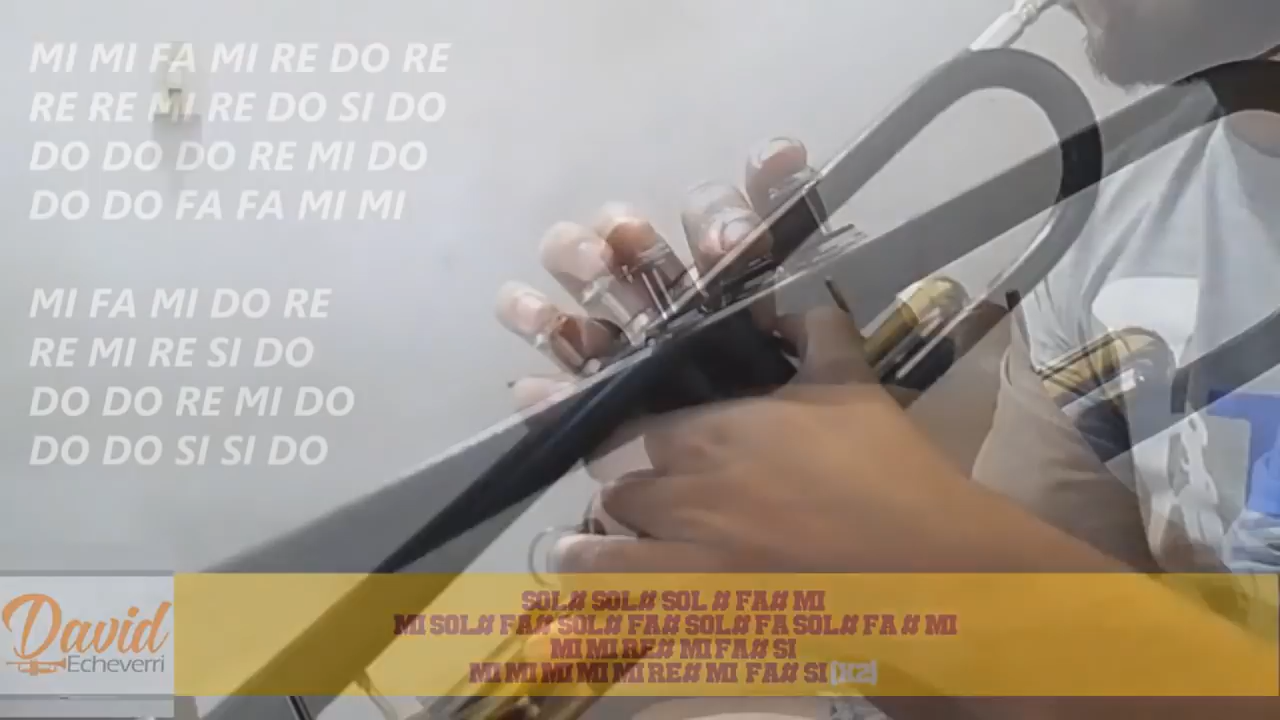 MI MI FA MI RE DO RE
RE RE MI RE DO SI DO
DO DO DO RE MI DO
DO DO FA FA MI MI
MI FA MI DO RE
RE MI RE SI DO
DO DO RE MI DO
DO DO SI SI DO
David
Echeverri
SOL# SOL# SOL # FA# MI
MI SOL# FA# SOL# FA# SOL# FA SOL# FA # MI
MI MI RE# MI FA# SI
MI MI MI MI MI RE# MI FA# SI (X2)